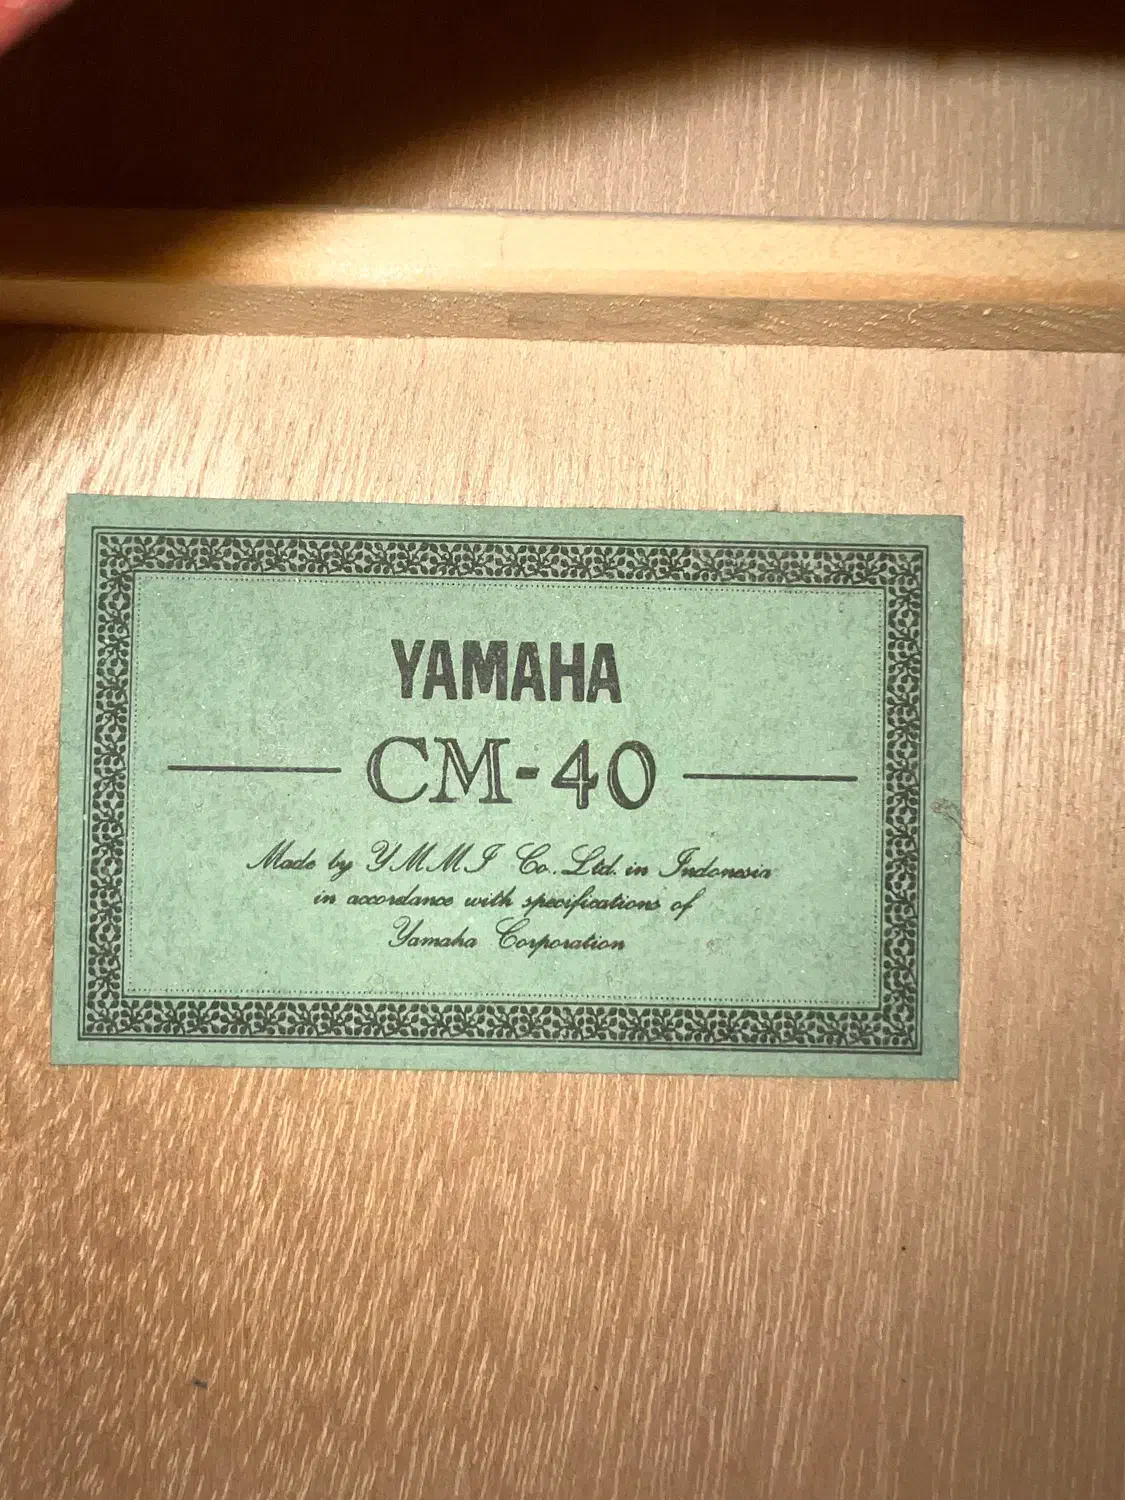 YAMAHA
CM-40
Made by YMMI Co. Ltd. in Indonesia
in accordance with specifications of
Yamaha Corporation